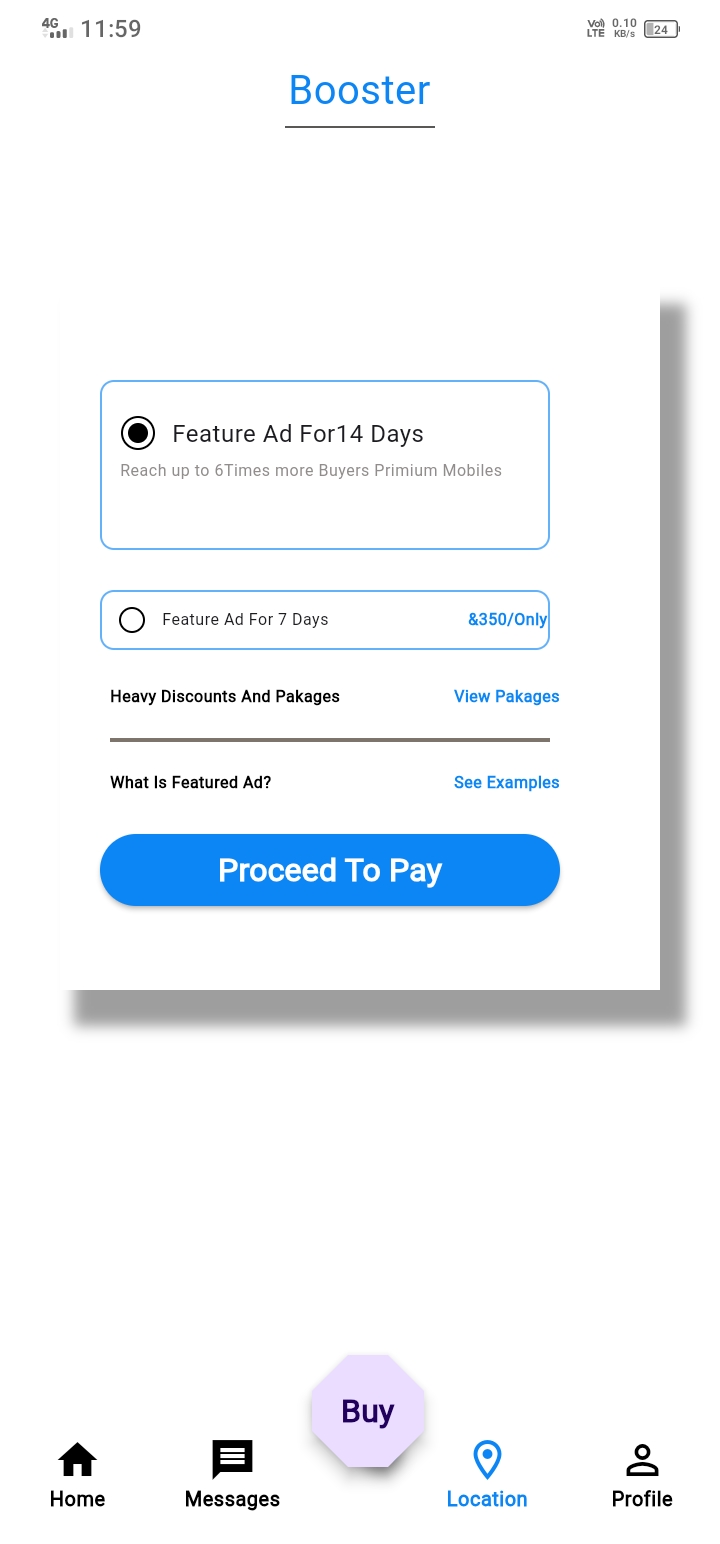 4G 11:59 VoLTE 0.10 KB/s 24
Booster
Feature Ad For14 Days
Reach up to 6Times more Buyers Primium Mobiles
Feature Ad For 7 Days &350/Only
Heavy Discounts And Pakages View Pakages
What Is Featured Ad? See Examples
Proceed To Pay
Buy
Home Messages Location Profile